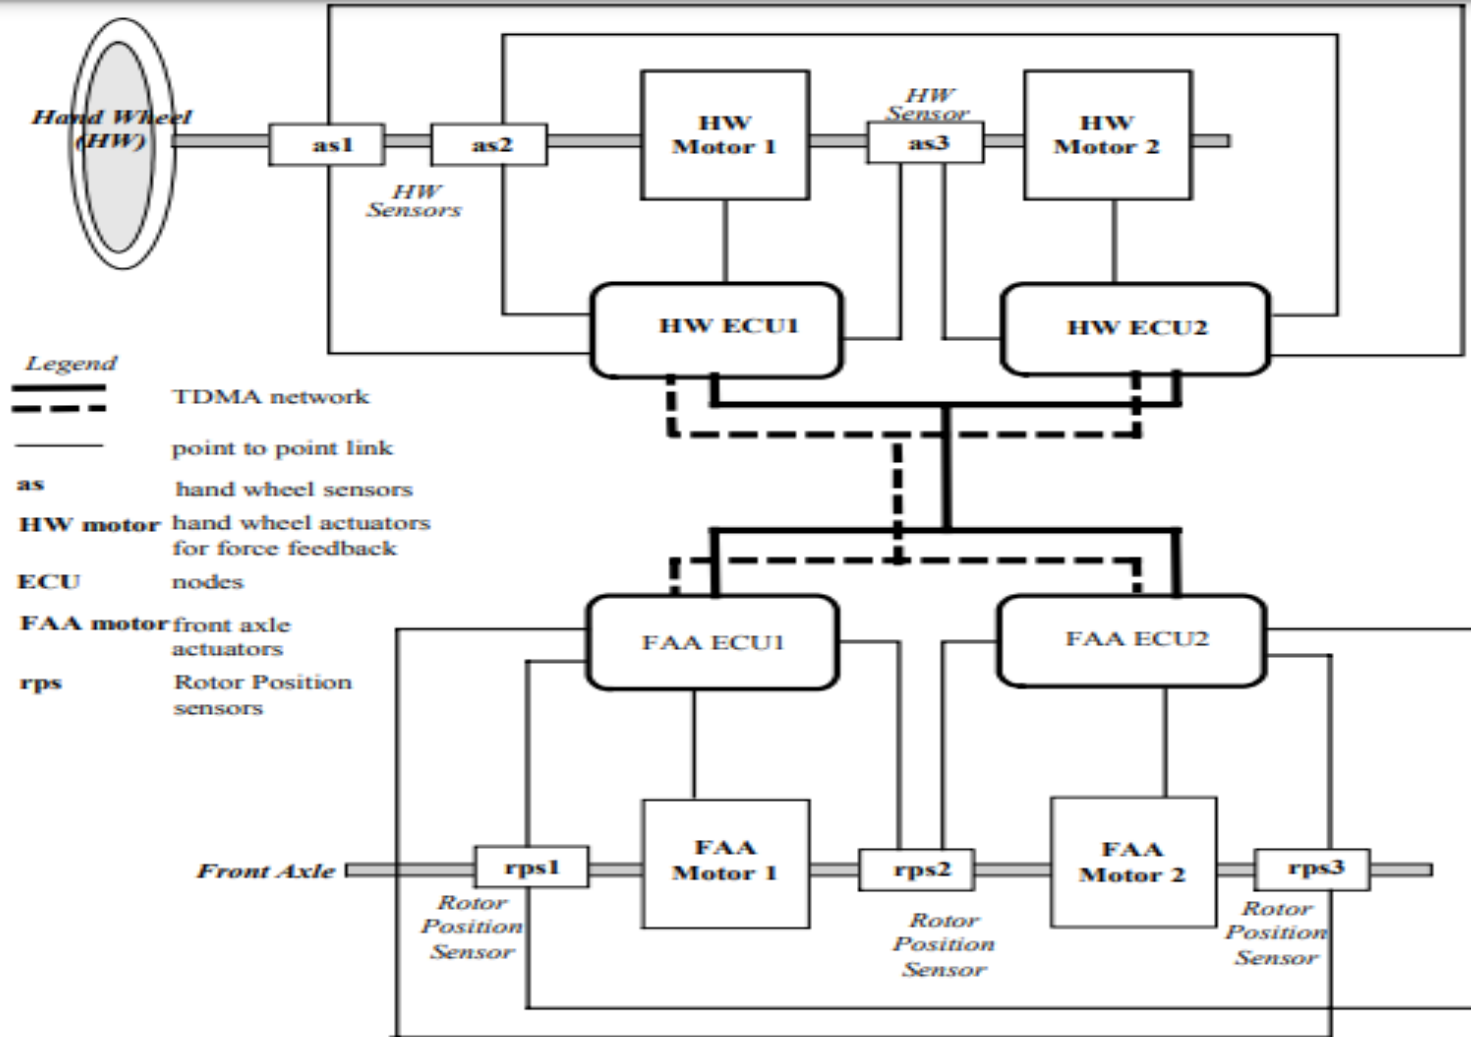 Hand Wheel
(HW)
as1
as2
HW
Sensors
HW
Motor 1
HW
Sensor
as3
HW
Motor 2
HW ECU1
HW ECU2
Legend
TDMA network
point to point link
as
hand wheel sensors
HW motor
hand wheel actuators
for force feedback
ECU
nodes
FAA motor
front axle
actuators
rps
Rotor Position
sensors
FAA ECU1
FAA ECU2
Front Axle
rps1
Rotor
Position
Sensor
FAA
Motor 1
rps2
Rotor
Position
Sensor
FAA
Motor 2
rps3
Rotor
Position
Sensor